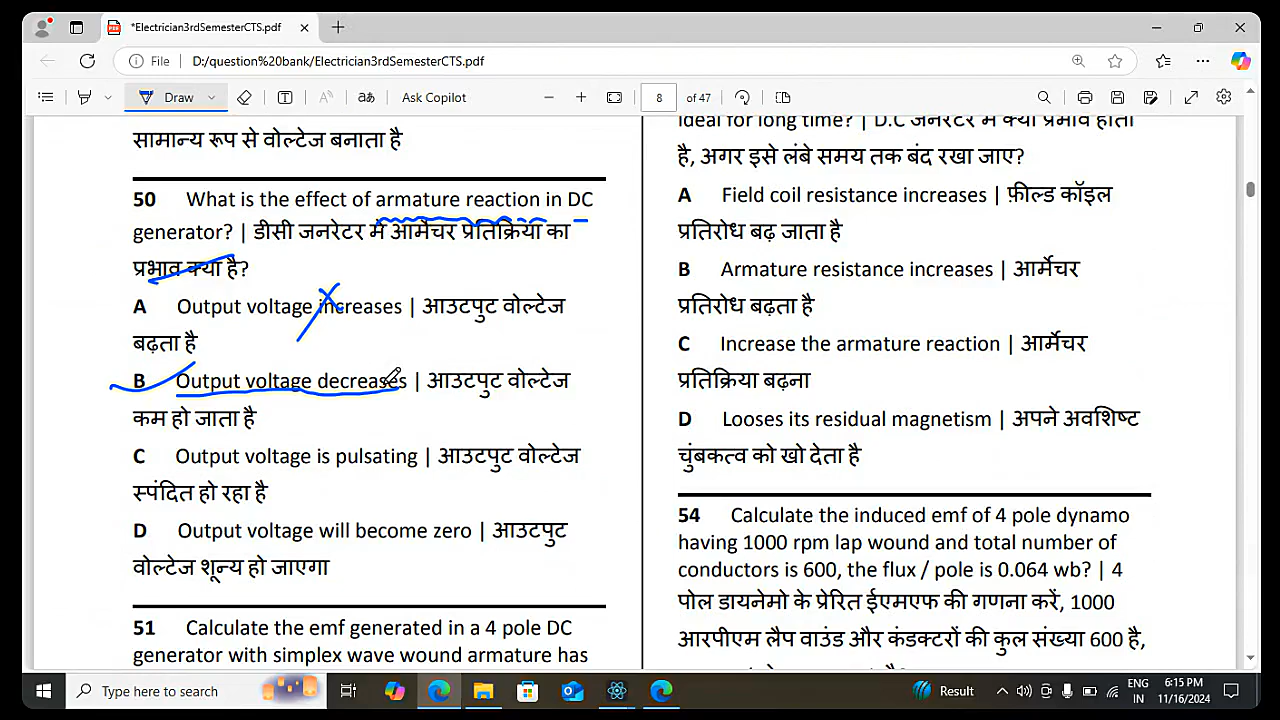 *Electrician3rdSemesterCTS.pdf
File
D:/question%20bank/Electrician3rdSemesterCTS.pdf
Draw
Ask Copilot
8
of 47
सामान्य रूप से वोल्टेज बनाता है
50 What is the effect of armature reaction in DC
generator? | डीसी जनरेटर में आर्मेचर प्रतिक्रिया का
प्रभाव क्या है?
A Output voltage increases | आउटपुट वोल्टेज
बढ़ता है
B Output voltage decreases | आउटपुट वोल्टेज
कम हो जाता है
C Output voltage is pulsating | आउटपुट वोल्टेज
स्पंदित हो रहा है
D Output voltage will become zero | आउटपुट
वोल्टेज शून्य हो जाएगा
51 Calculate the emf generated in a 4 pole DC
generator with simplex wave wound armature has
ideal for long time? | D.C जनरेटर में क्या प्रभाव होता
है, अगर इसे लंबे समय तक बंद रखा जाए?
A Field coil resistance increases | फ़ील्ड कॉइल
प्रतिरोध बढ़ जाता है
B Armature resistance increases | आर्मेचर
प्रतिरोध बढ़ता है
C Increase the armature reaction | आर्मेचर
प्रतिक्रिया बढ़ना
D Looses its residual magnetism | अपने अवशिष्ट
चुंबकत्व को खो देता है
54 Calculate the induced emf of 4 pole dynamo
having 1000 rpm lap wound and total number of
conductors is 600, the flux / pole is 0.064 wb? | 4
पोल डायनेमो के प्रेरित ईएमएफ की गणना करें, 1000
आरपीएम लैप वाउंड और कंडक्टरों की कुल संख्या 600 है,
Type here to search
Result
ENG
IN
6:15 PM
11/16/2024